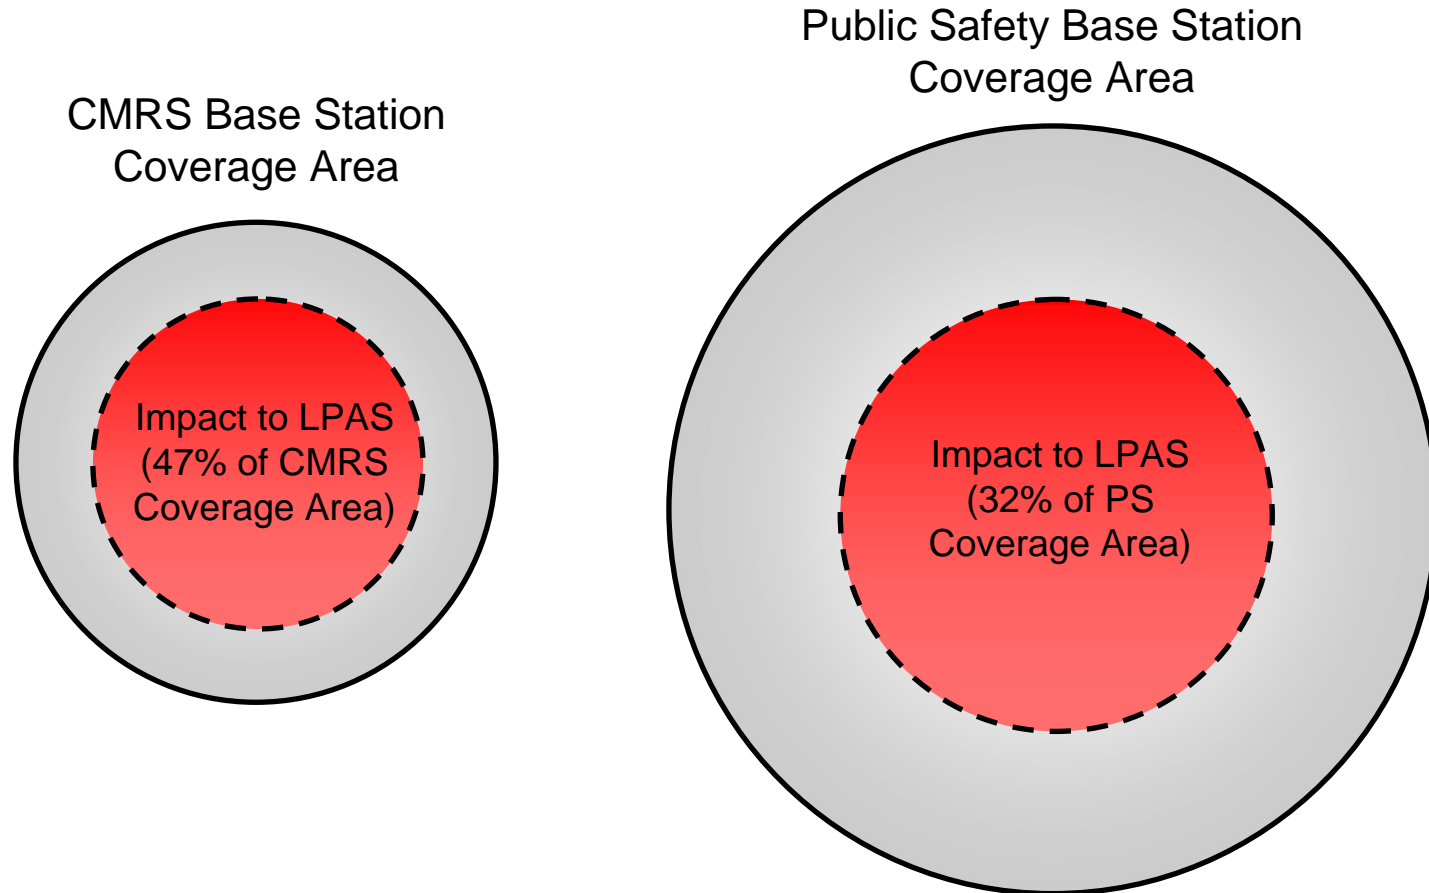 CMRS Base Station
Coverage Area
Impact to LPAS
(47% of CMRS
Coverage Area)
Public Safety Base Station
Coverage Area
Impact to LPAS
(32% of PS
Coverage Area)